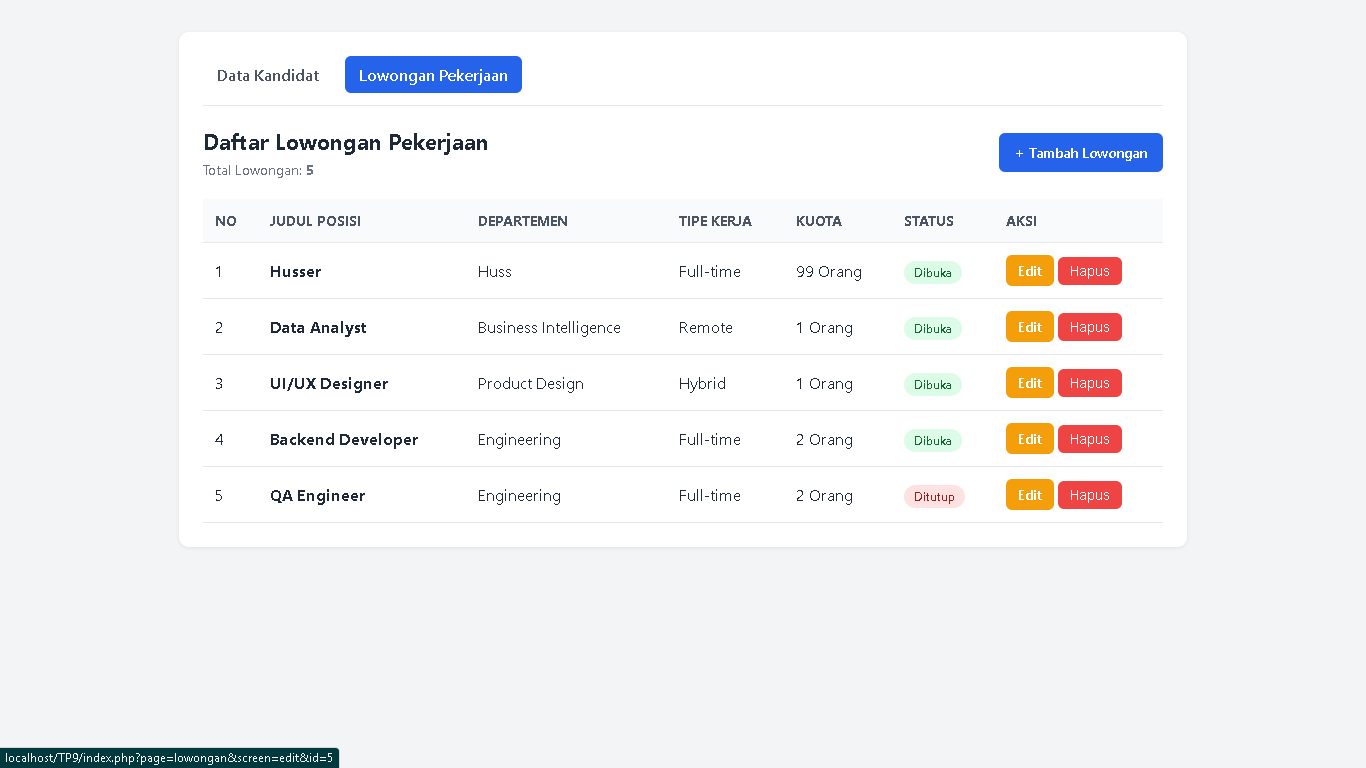 Data Kandidat Lowongan Pekerjaan
Daftar Lowongan Pekerjaan
+ Tambah Lowongan
Total Lowongan: 5
NO JUDUL POSISI DEPARTEMEN TIPE KERJA KUOTA STATUS AKSI
1 Husser Huss Full-time 99 Orang Dibuka Edit Hapus
2 Data Analyst Business Intelligence Remote 1 Orang Dibuka Edit Hapus
3 UI/UX Designer Product Design Hybrid 1 Orang Dibuka Edit Hapus
4 Backend Developer Engineering Full-time 2 Orang Dibuka Edit Hapus
5 QA Engineer Engineering Full-time 2 Orang Ditutup Edit Hapus
localhost/TP9/index.php?page=lowongan&screen=edit&id=5